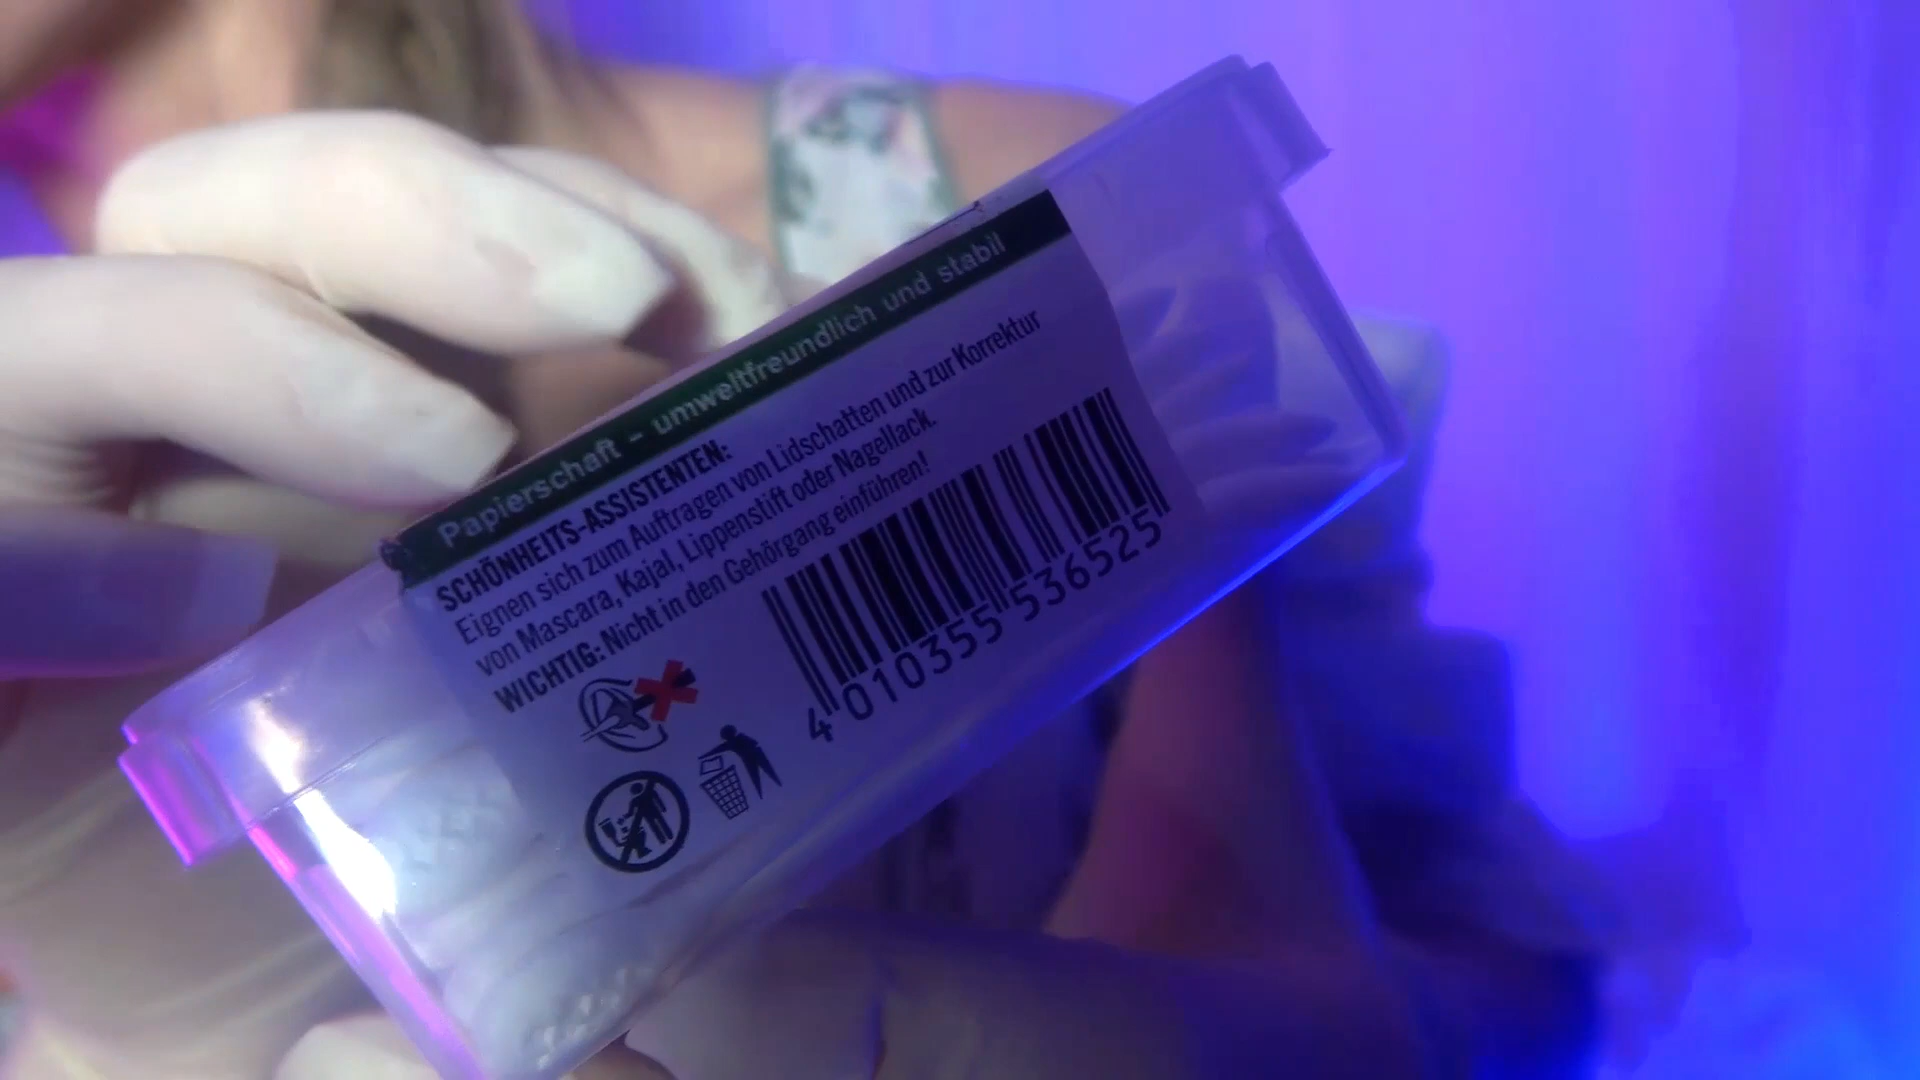 Papierschaft - umweltfreundlich und stabil
SCHÖNHEITS-ASSISTENTEN:
Eignen sich zum Auftragen von Lidschatten und zur Korrektur
von Mascara, Kajal, Lippenstift oder Nagellack.
WICHTIG: Nicht in den Gehörgang einführen!
4 010355 536525